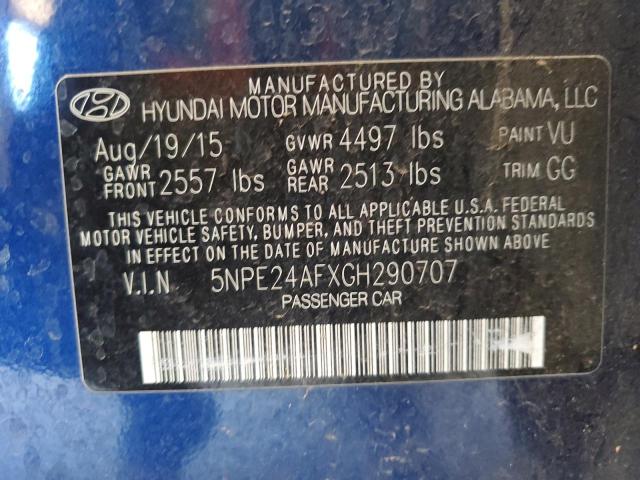 MANUFACTURED BY
HYUNDAI MOTOR MANUFACTURING ALABAMA, LLC
Aug/19/15 GVWR 4497 lbs PAINT VU
GAWR FRONT 2557 lbs GAWR REAR 2513 lbs TRIM GG
THIS VEHICLE CONFORMS TO ALL APPLICABLE U.S.A. FEDERAL
MOTOR VEHICLE SAFETY, BUMPER, AND THEFT PREVENTION STANDARDS
IN EFFECT ON THE DATE OF MANUFACTURE SHOWN ABOVE.
V.I.N 5NPE24AFXGH290707
PASSENGER CAR